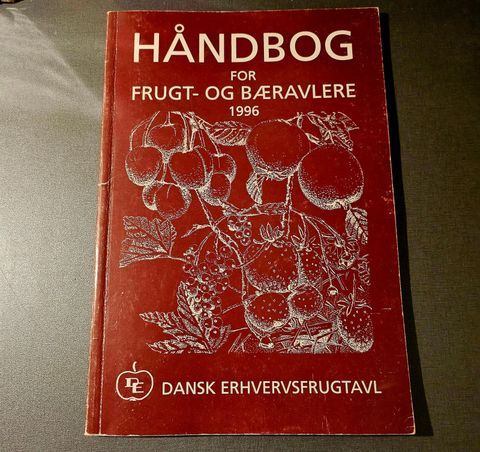 HÅNDBOG
FOR
FRUGT- OG BÆRAVLERE
1996
DE
DANSK ERHVERVSFRUGTAVL